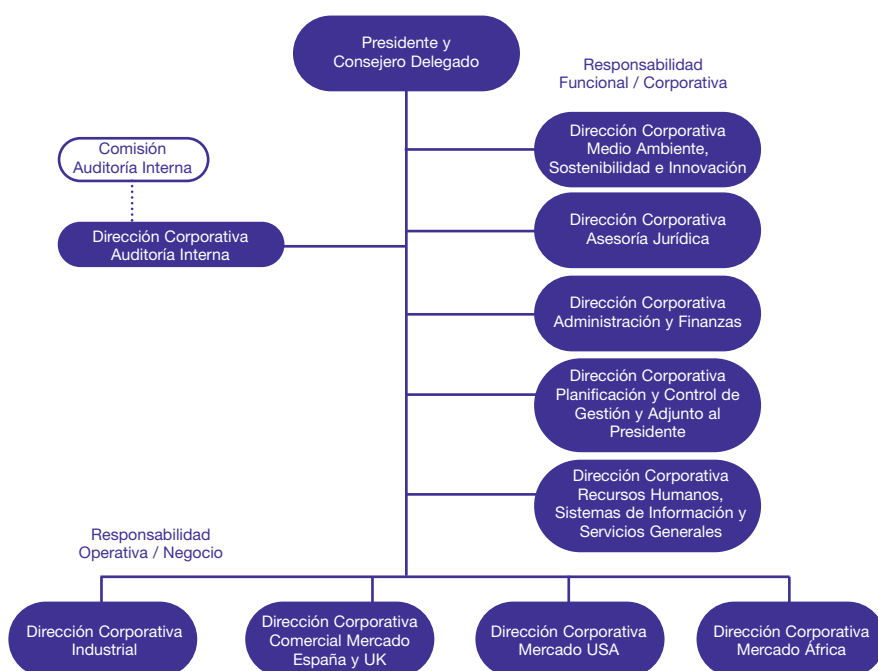 Presidente y
Consejero Delegado
Responsabilidad
Funcional / Corporativa
Dirección Corporativa
Medio Ambiente,
Sostenibilidad e Innovación
Comisión
Auditoría Interna
Dirección Corporativa
Asesoría Jurídica
Dirección Corporativa
Auditoría Interna
Dirección Corporativa
Administración y Finanzas
Dirección Corporativa
Planificación y Control de
Gestión y Adjunto al
Presidente
Dirección Corporativa
Recursos Humanos,
Sistemas de Información y
Servicios Generales
Responsabilidad
Operativa / Negocio
Dirección Corporativa
Industrial
Dirección Corporativa
Comercial Mercado
España y UK
Dirección Corporativa
Mercado USA
Dirección Corporativa
Mercado África